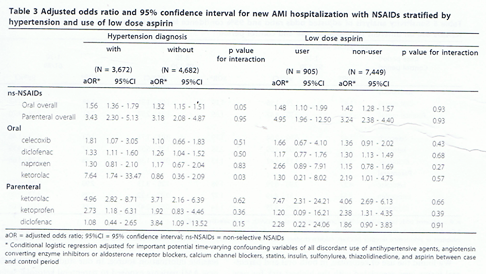 Table 3 Adjusted odds ratio and 95% confidence interval for new AMI hospitalization with NSAIDs stratified by
hypertension and use of low dose aspirin
Hypertension diagnosis Low dose aspirin
with without p value for interaction user non-user p value for interaction
(N = 3,672) (N = 4,682) (N = 905) (N = 7,449)
aOR* 95%CI aOR* 95%CI aOR* 95%CI aOR* 95%CI
ns-NSAIDs
Oral overall 1.56 1.36 - 1.79 1.32 1.15 - 1.51 0.05 1.48 1.10 - 1.99 1.42 1.28 - 1.57 0.93
Parenteral overall 3.43 2.30 - 5.13 3.18 2.08 - 4.87 0.95 4.95 1.96 - 12.50 3.24 2.38 - 4.40 0.93
Oral
celecoxib 1.81 1.07 - 3.05 1.10 0.66 - 1.83 0.51 1.66 0.67 - 4.10 1.36 0.91 - 2.02 0.43
diclofenac 1.33 1.11 - 1.60 1.26 1.04 - 1.52 0.50 1.17 0.77 - 1.76 1.30 1.13 - 1.49 0.68
naproxen 1.30 0.81 - 2.10 1.17 0.67 - 2.04 0.83 2.66 0.89 - 7.91 1.15 0.78 - 1.69 0.27
ketorolac 7.64 1.74 - 33.47 0.86 0.36 - 2.09 0.03 1.30 0.21 - 8.02 2.19 1.01 - 4.75 0.57
Parenteral
ketorolac 4.96 2.82 - 8.71 3.71 2.16 - 6.39 0.62 7.47 2.31 - 24.21 4.06 2.69 - 6.13 0.66
ketoprofen 2.73 1.18 - 6.31 1.92 0.83 - 4.46 0.36 1.20 0.09 - 16.21 2.38 1.31 - 4.35 0.39
diclofenac 1.08 0.44 - 2.65 3.84 1.09 - 13.52 0.15 2.28 0.22 - 24.06 1.86 0.90 - 3.83 0.91
aOR = adjusted odds ratio; 95%CI = 95% confidence interval; ns-NSAIDs = non-selective NSAIDs
* Conditional logistic regression adjusted for important potential time-varying confounding variables of all discordant use of antihypertensive agents, angiotensin
converting enzyme inhibitors or aldosterone receptor blockers, calcium channel blockers, statins, insulin, sulfonylurea, thiazolidinedione, and aspirin between case
and control period